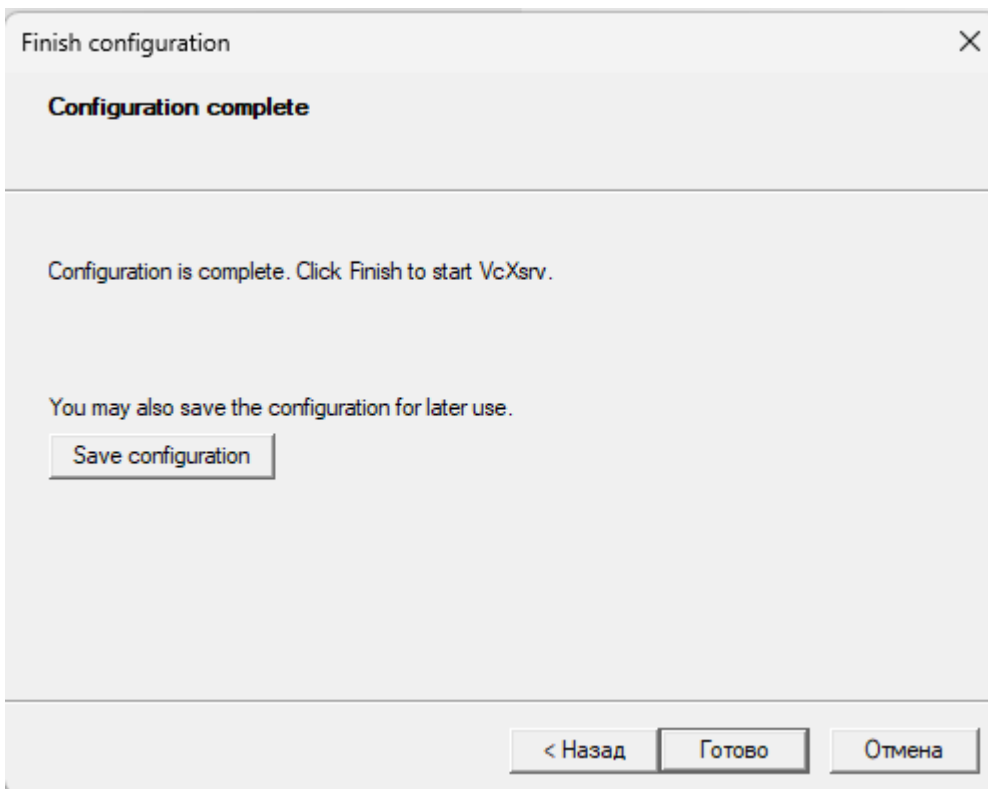 Finish configuration
Configuration complete
Configuration is complete. Click Finish to start VcXsrv.
You may also save the configuration for later use.
Save configuration
< Назад
Готово
Отмена